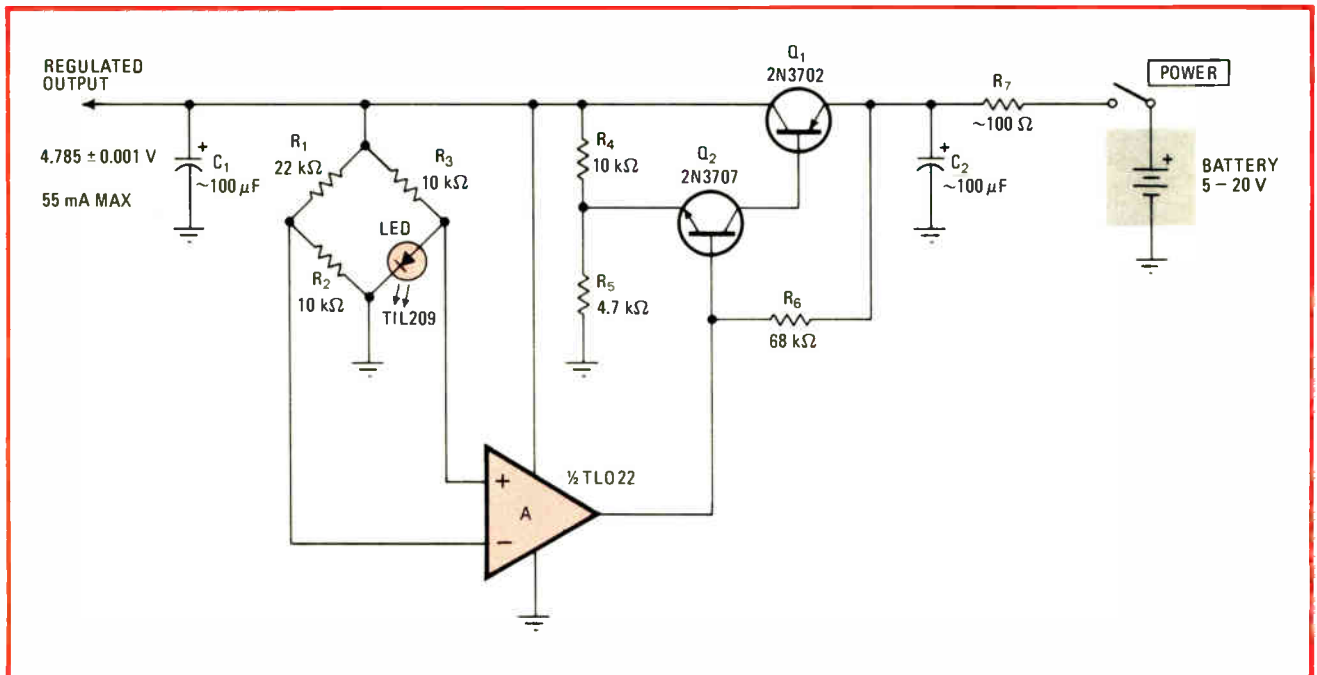 REGULATED
OUTPUT
4.785 ± 0.001 V
55 mA MAX
C1
~100 μF
R1
22 kΩ
R3
10 kΩ
LED
R2
10 kΩ
TIL209
R4
10 kΩ
R5
4.7 kΩ
Q2
2N3707
Q1
2N3702
R6
68 kΩ
C2
~100 μF
R7
~100 Ω
POWER
BATTERY
5 – 20 V
+
−
A
½ TL022